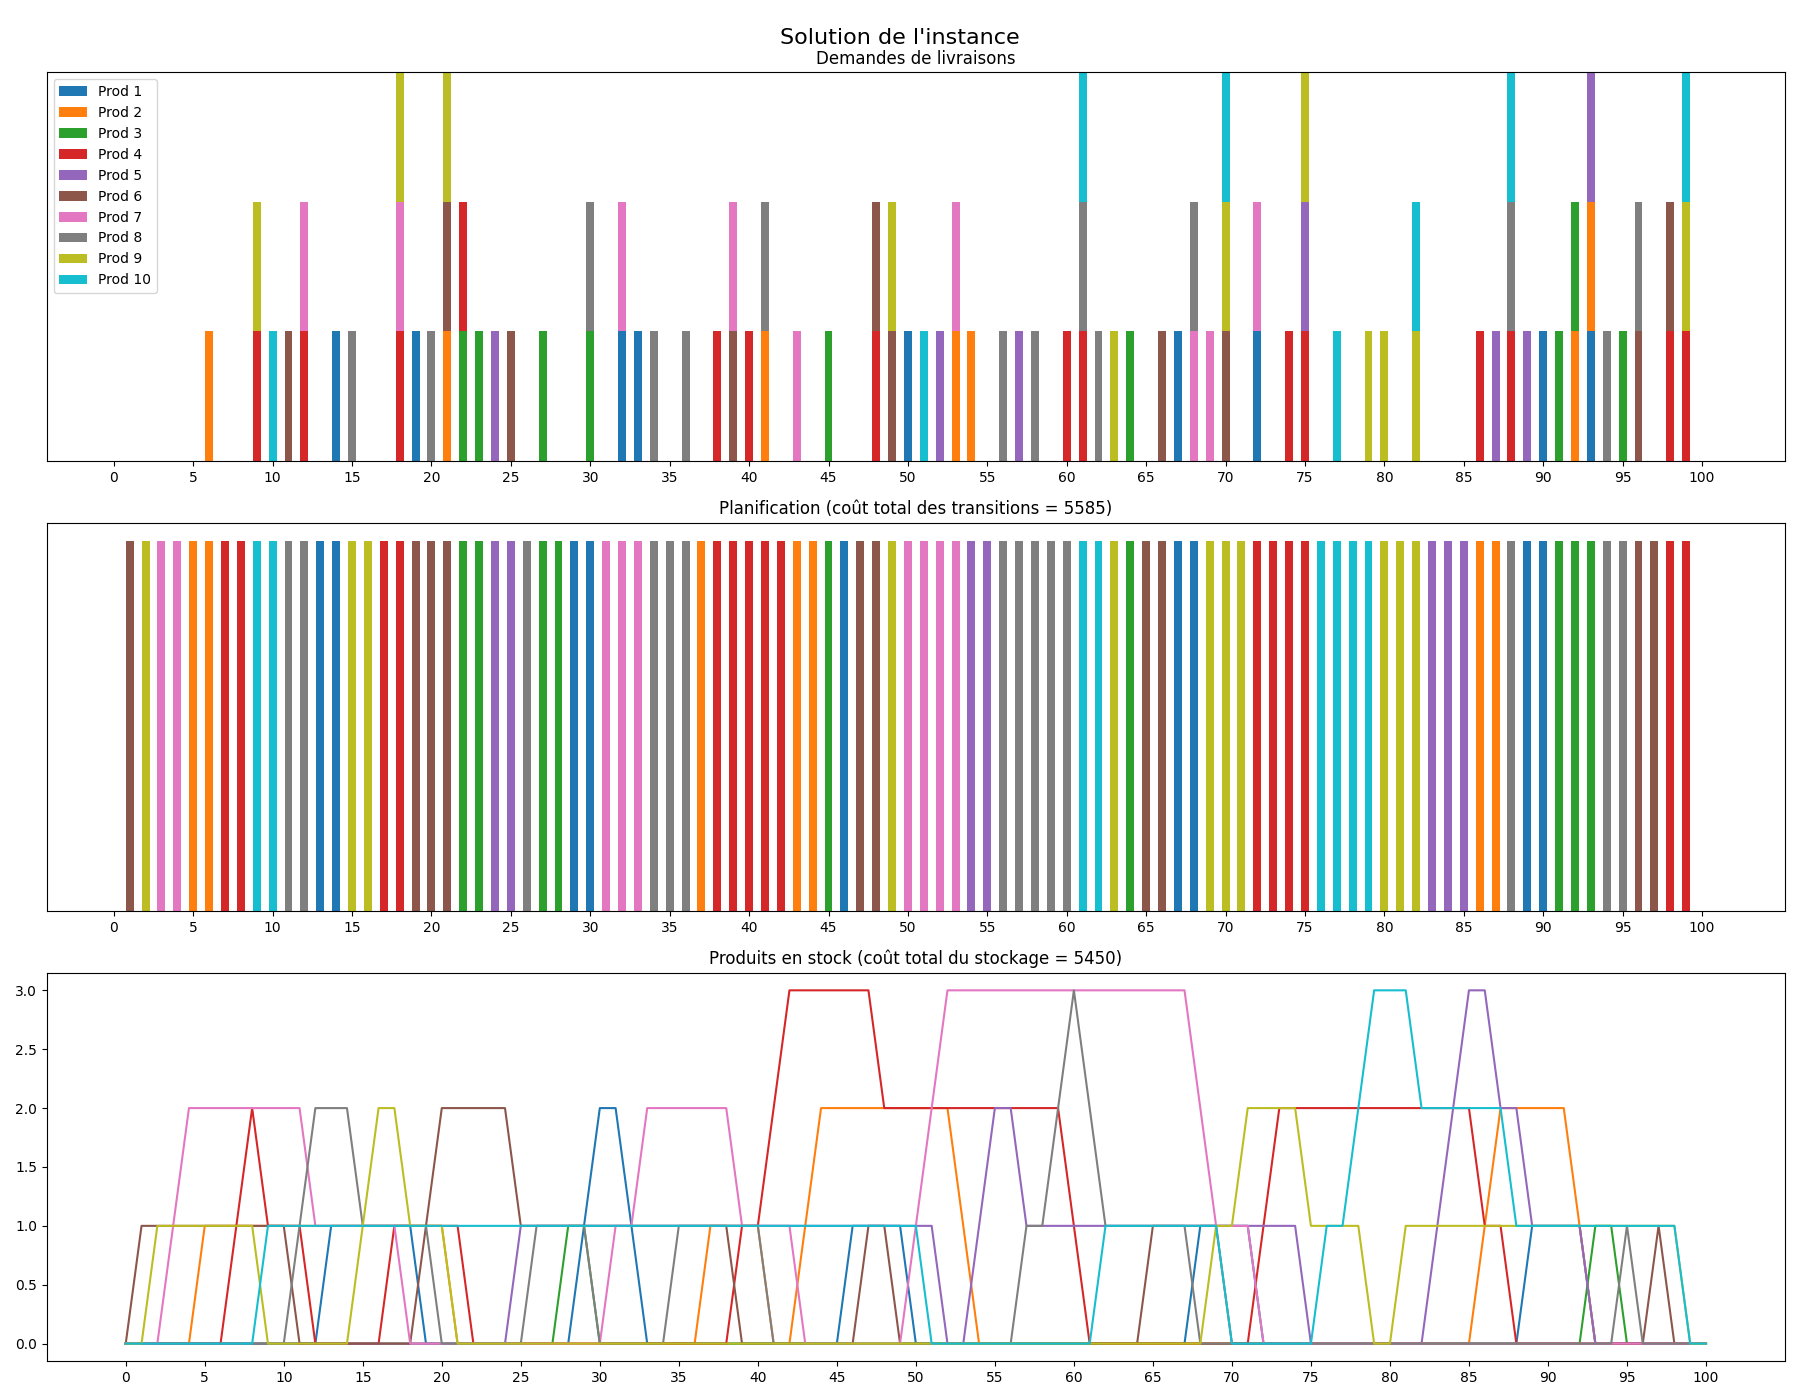 Solution de l'instance
Demandes de livraisons
Prod 1
Prod 2
Prod 3
Prod 4
Prod 5
Prod 6
Prod 7
Prod 8
Prod 9
Prod 10
0 5 10 15 20 25 30 35 40 45 50 55 60 65 70 75 80 85 90 95 100
Planification (coût total des transitions = 5585)
0 5 10 15 20 25 30 35 40 45 50 55 60 65 70 75 80 85 90 95 100
Produits en stock (coût total du stockage = 5450)
3.0
2.5
2.0
1.5
1.0
0.5
0.0
0 5 10 15 20 25 30 35 40 45 50 55 60 65 70 75 80 85 90 95 100